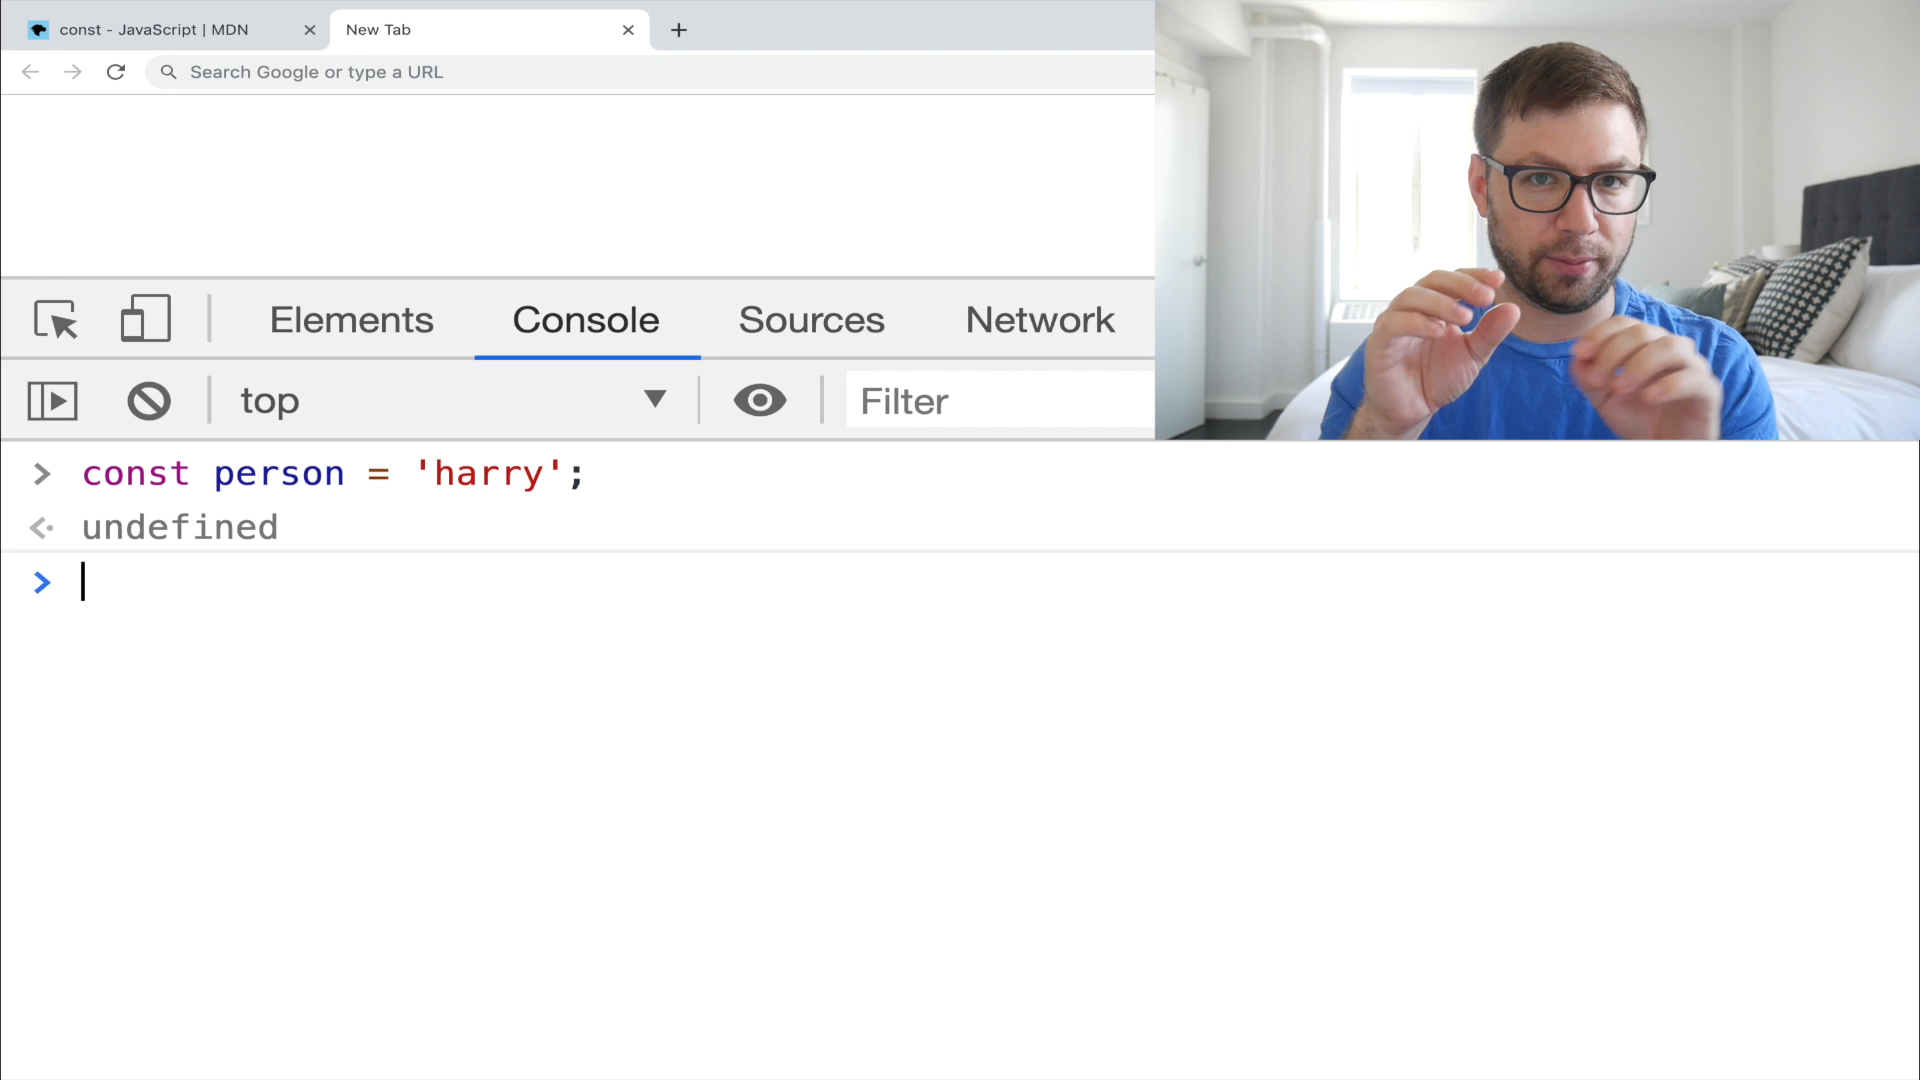 const - JavaScript | MDN
New Tab
Search Google or type a URL
Elements Console Sources Network
top Filter
> const person = 'harry';
undefined
>